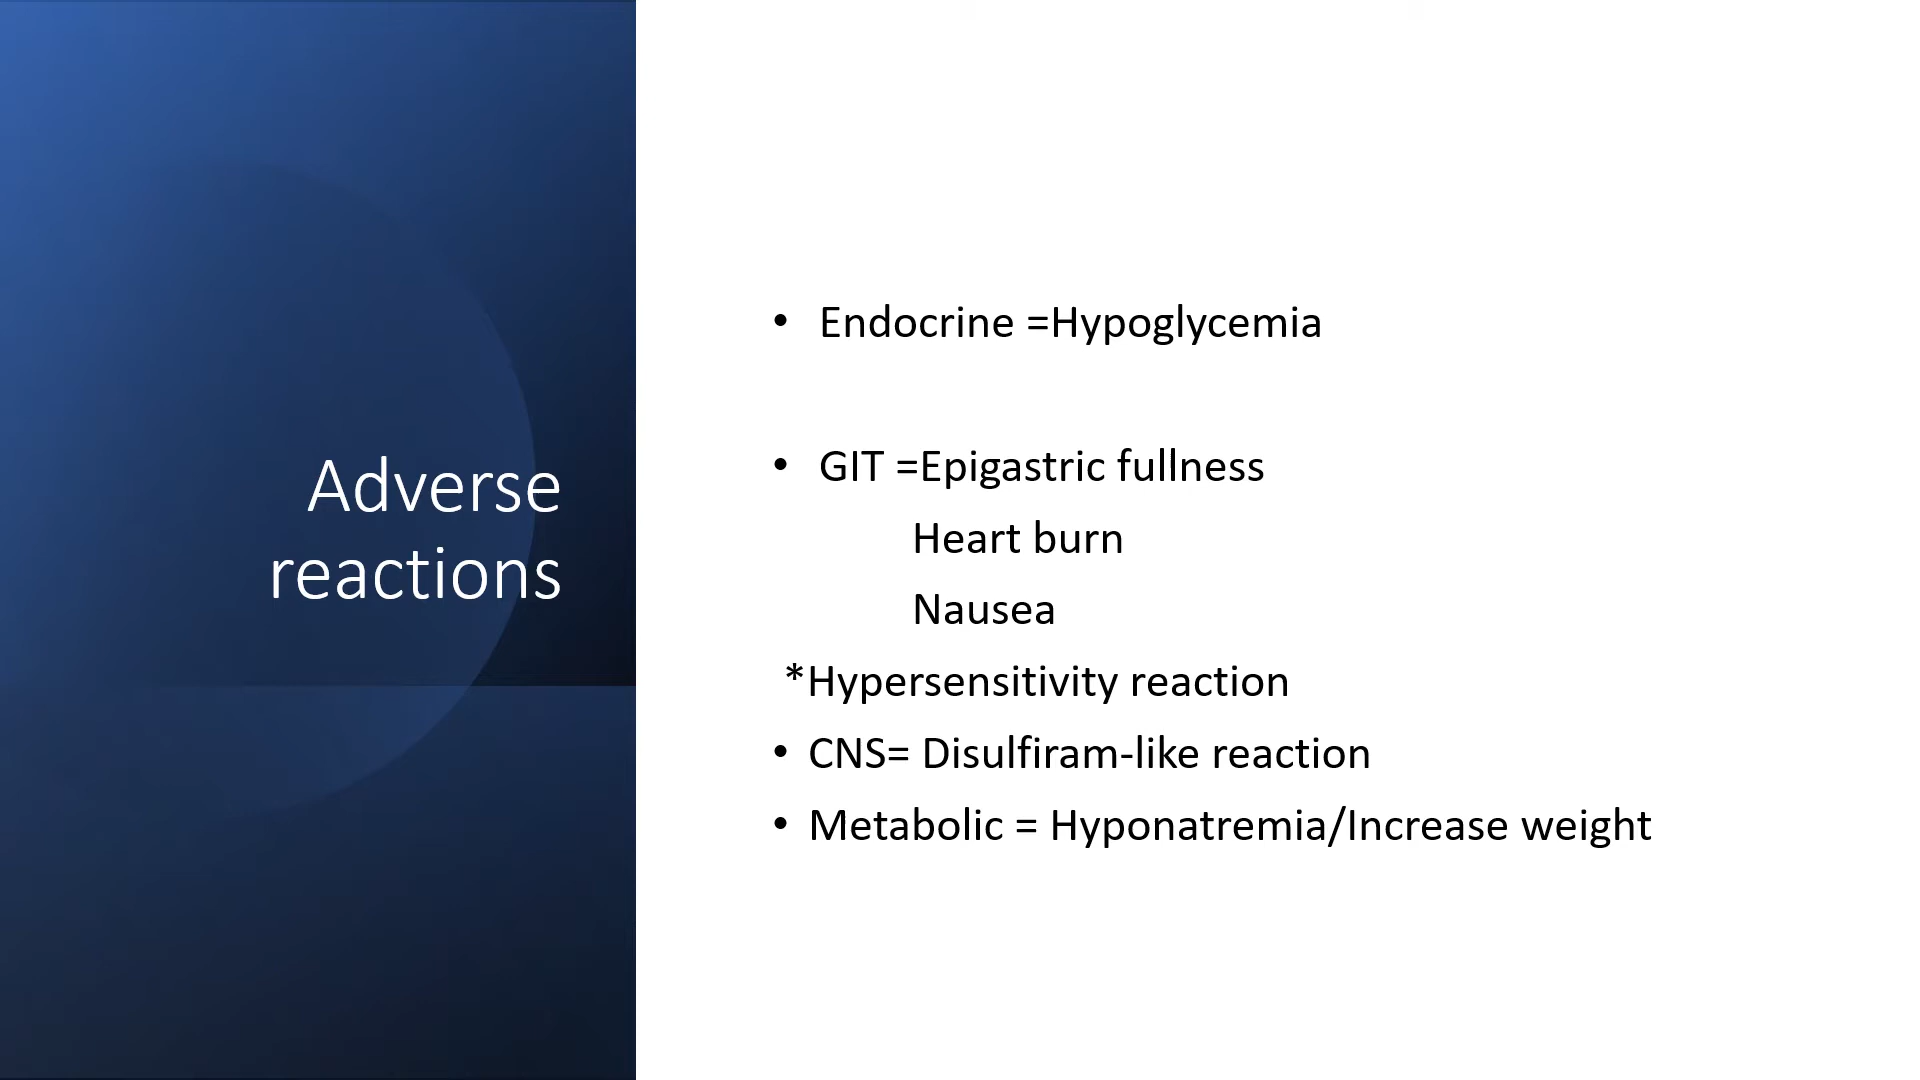 Adverse
reactions
• Endocrine =Hypoglycemia
• GIT =Epigastric fullness
Heart burn
Nausea
*Hypersensitivity reaction
• CNS= Disulfiram-like reaction
• Metabolic = Hyponatremia/Increase weight